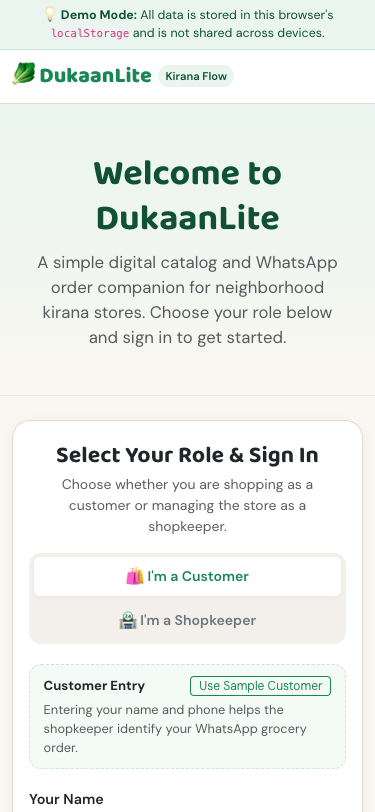 💡 Demo Mode: All data is stored in this browser's
localStorage and is not shared across devices.
🥬 DukaanLite Kirana Flow
Welcome to
DukaanLite
A simple digital catalog and WhatsApp
order companion for neighborhood
kirana stores. Choose your role below
and sign in to get started.
Select Your Role & Sign In
Choose whether you are shopping as a
customer or managing the store as a
shopkeeper.
🛍️ I'm a Customer
🏪 I'm a Shopkeeper
Customer Entry Use Sample Customer
Entering your name and phone helps the
shopkeeper identify your WhatsApp grocery
order.
Your Name